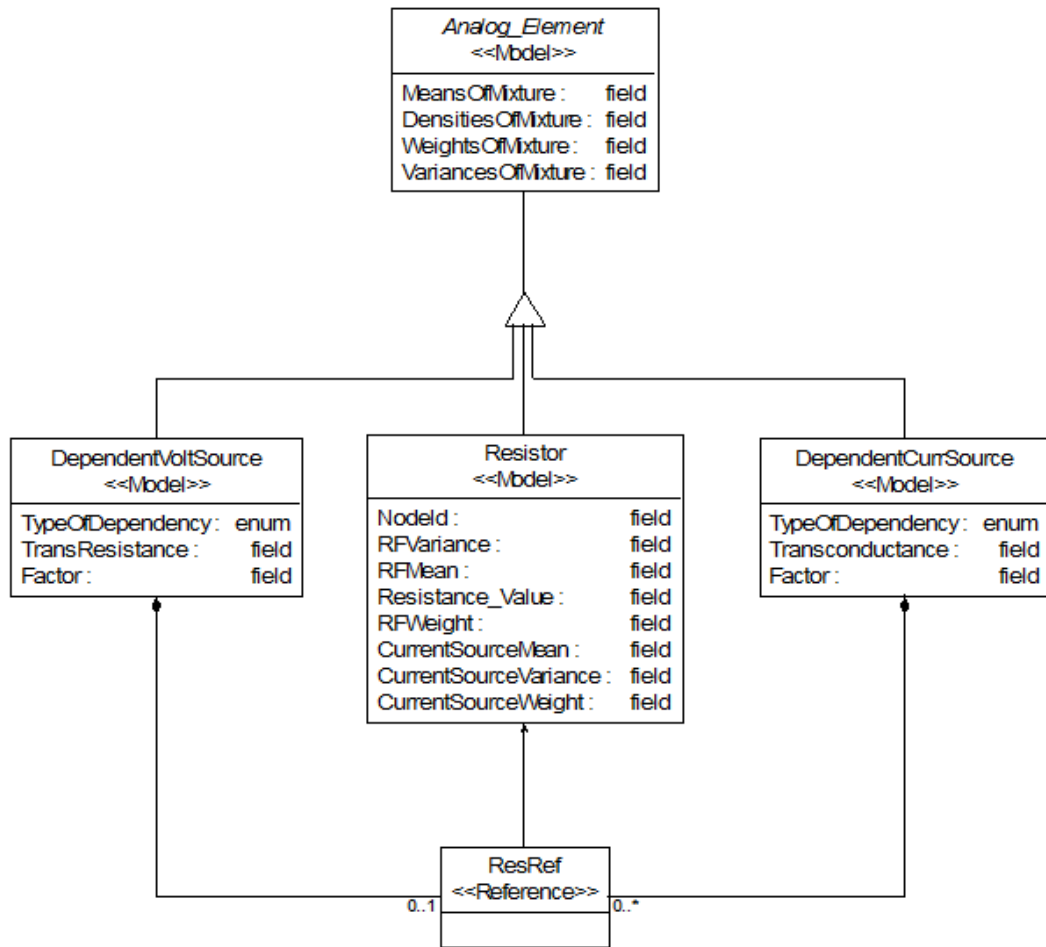 Analog_Element
<<Model>>
MeansOfMixture : field
DensitiesOfMixture : field
WeightsOfMixture : field
VariancesOfMixture : field
DependentVoltSource
<<Model>>
TypeOfDependency : enum
TransResistance : field
Factor : field
Resistor
<<Model>>
NodeId : field
RFVariance : field
RFMean : field
Resistance_Value : field
RFWeight : field
CurrentSourceMean : field
CurrentSourceVariance : field
CurrentSourceWeight : field
DependentCurrSource
<<Model>>
TypeOfDependency : enum
Transconductance : field
Factor : field
ResRef
<<Reference>>
0..1
0..*